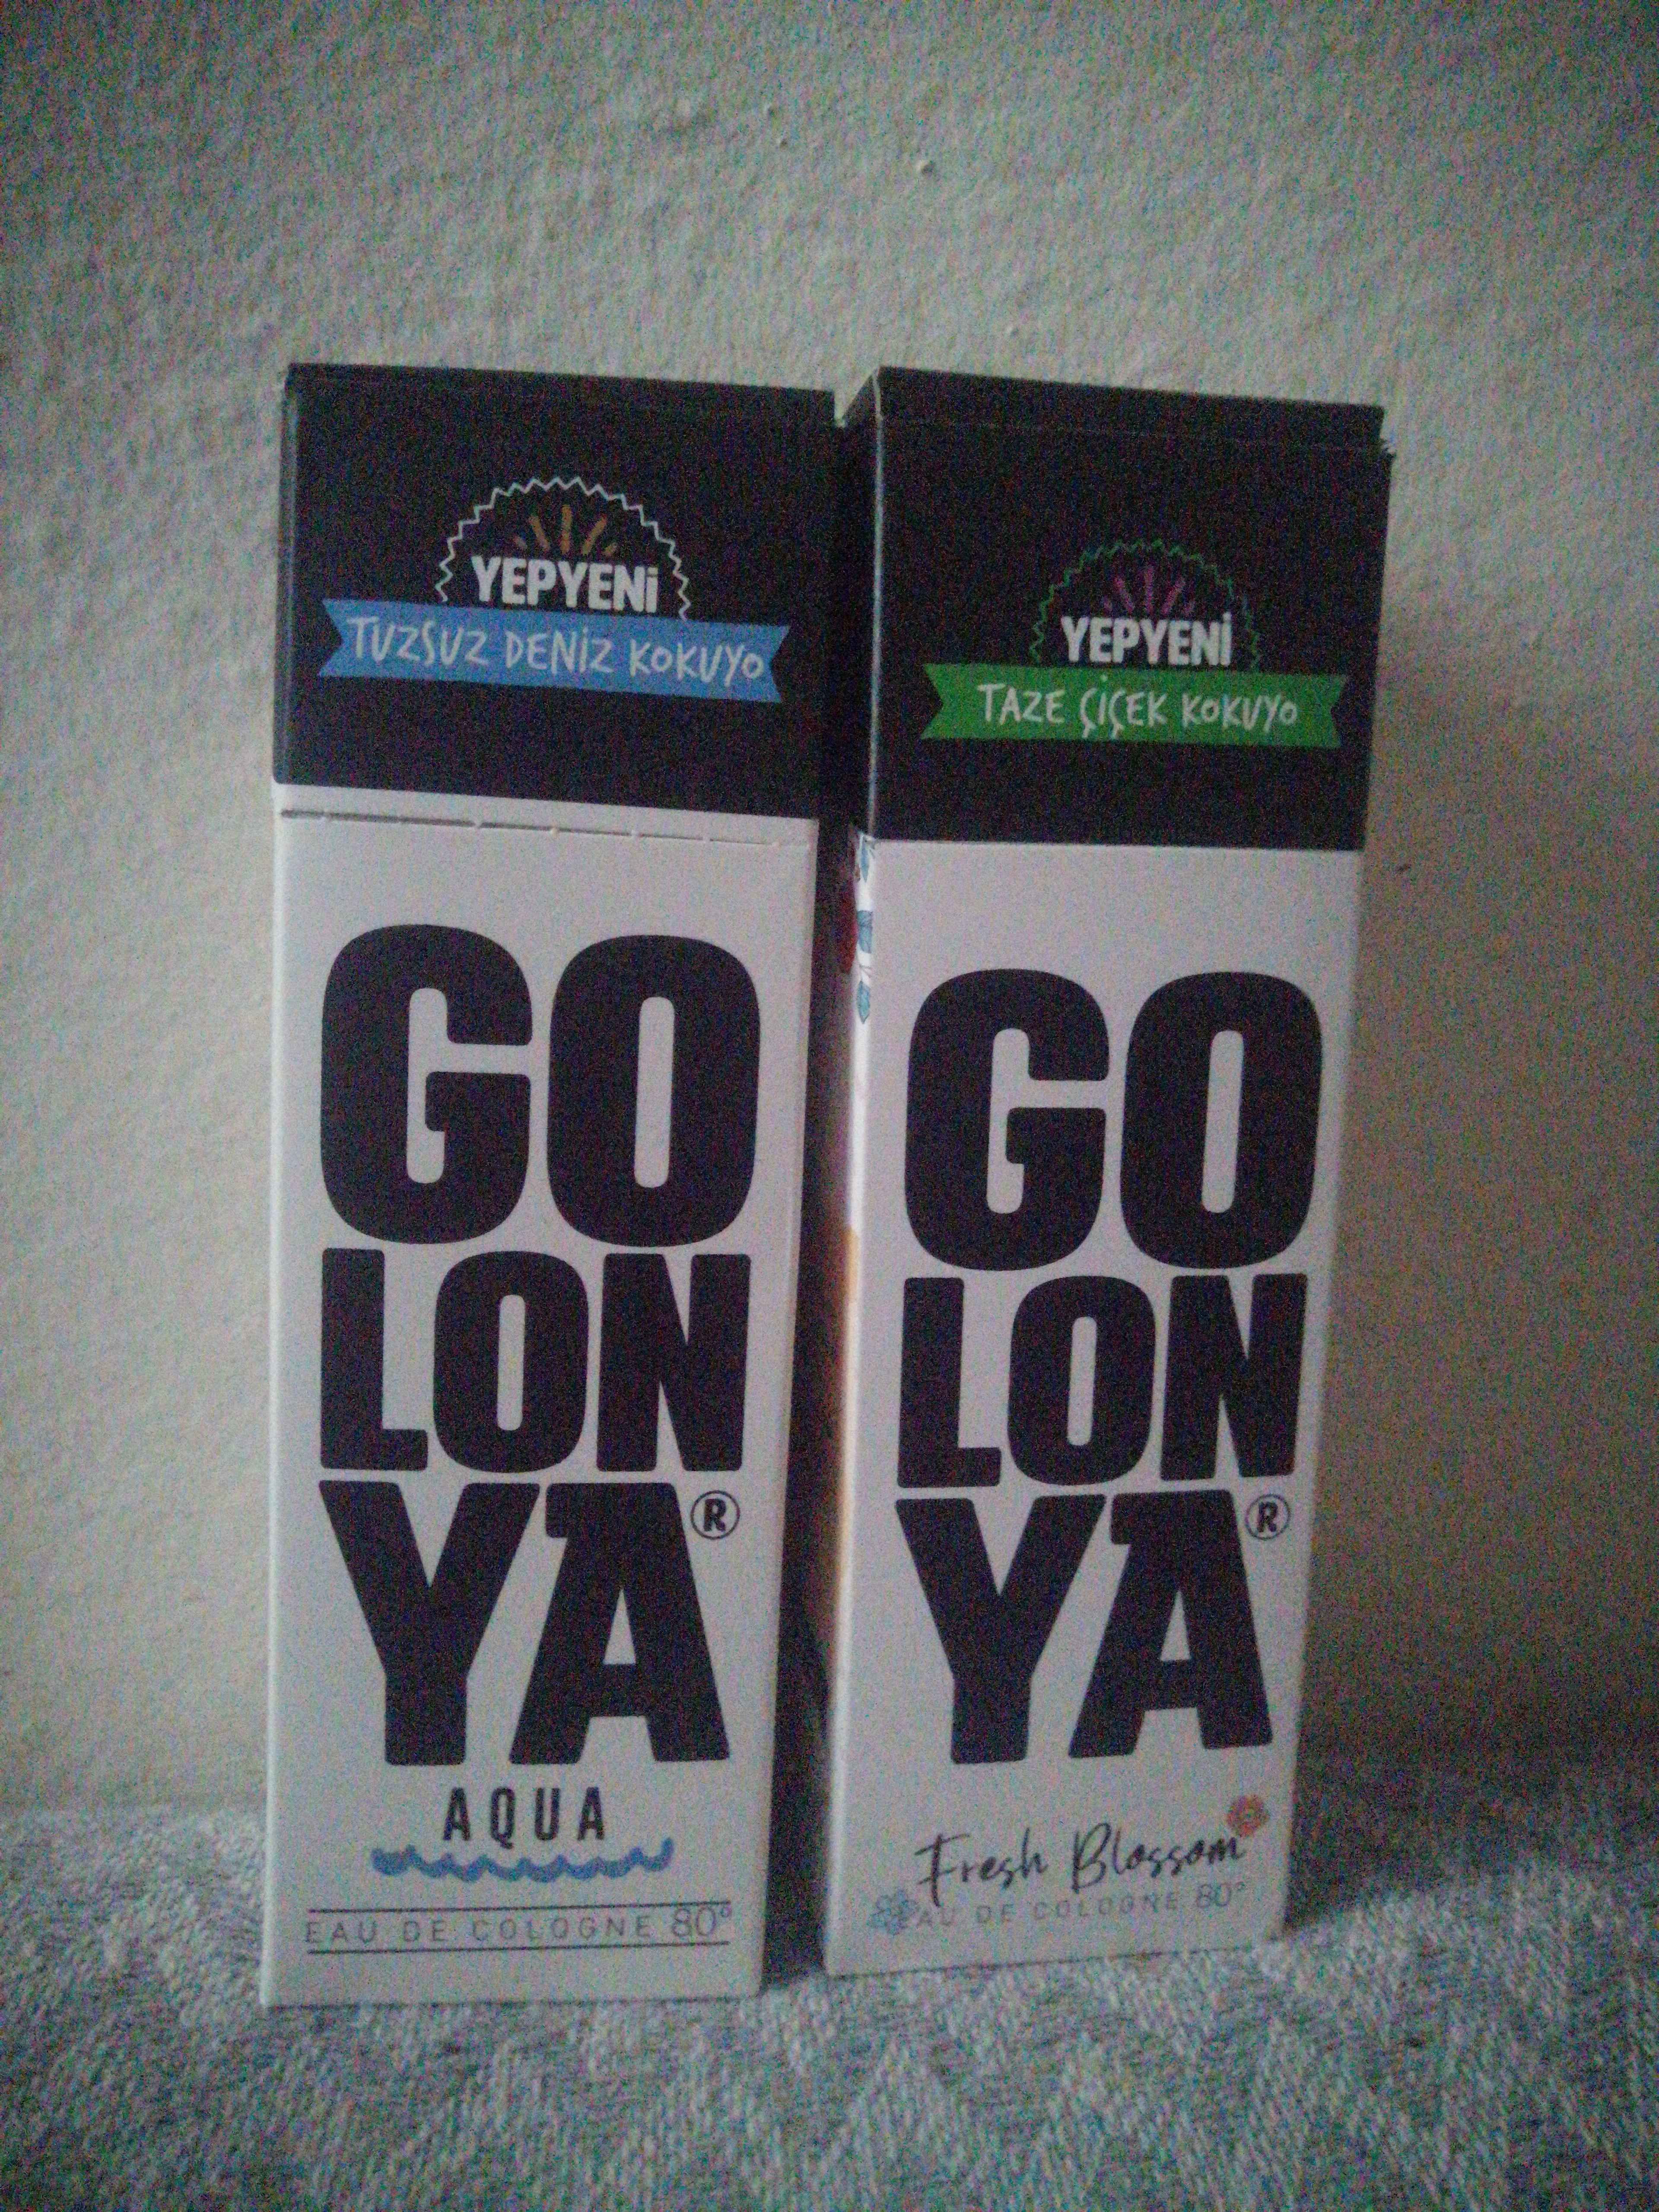 YEPYENİ
TUZSUZ DENİZ KOKUYO
GO
LON
YA®
AQUA
EAU DE COLOGNE 80°
YEPYENİ
TAZE ÇİÇEK KOKUYO
GO
LON
YA®
Fresh Blossom
EAU DE COLOGNE 80°